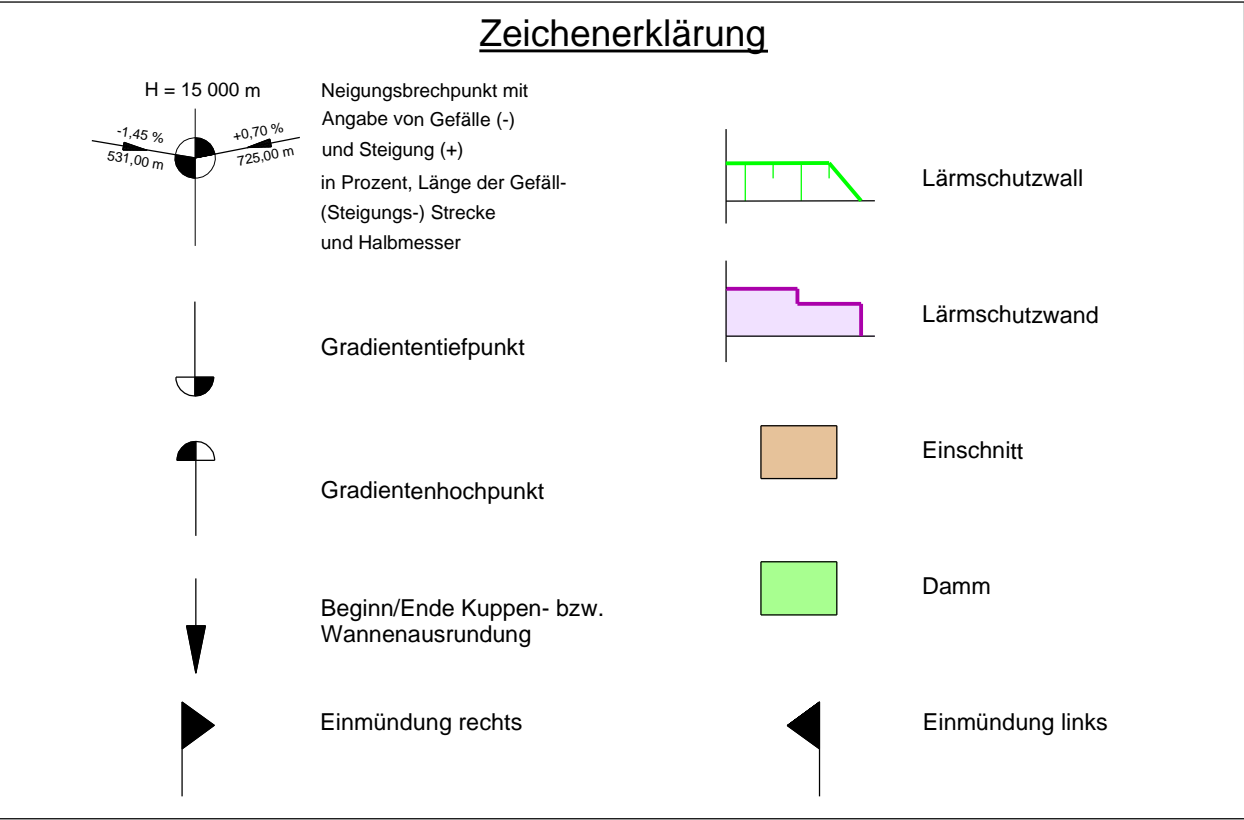 Zeichenerklärung
H = 15 000 m
-1,45 %
531,00 m
+0,70 %
725,00 m
Neigungsbrechpunkt mit
Angabe von Gefälle (-)
und Steigung (+)
in Prozent, Länge der Gefäll-
(Steigungs-) Strecke
und Halbmesser
Gradiententiefpunkt
Gradientenhochpunkt
Beginn/Ende Kuppen- bzw.
Wannenausrundung
Einmündung rechts
Lärmschutzwall
Lärmschutzwand
Einschnitt
Damm
Einmündung links